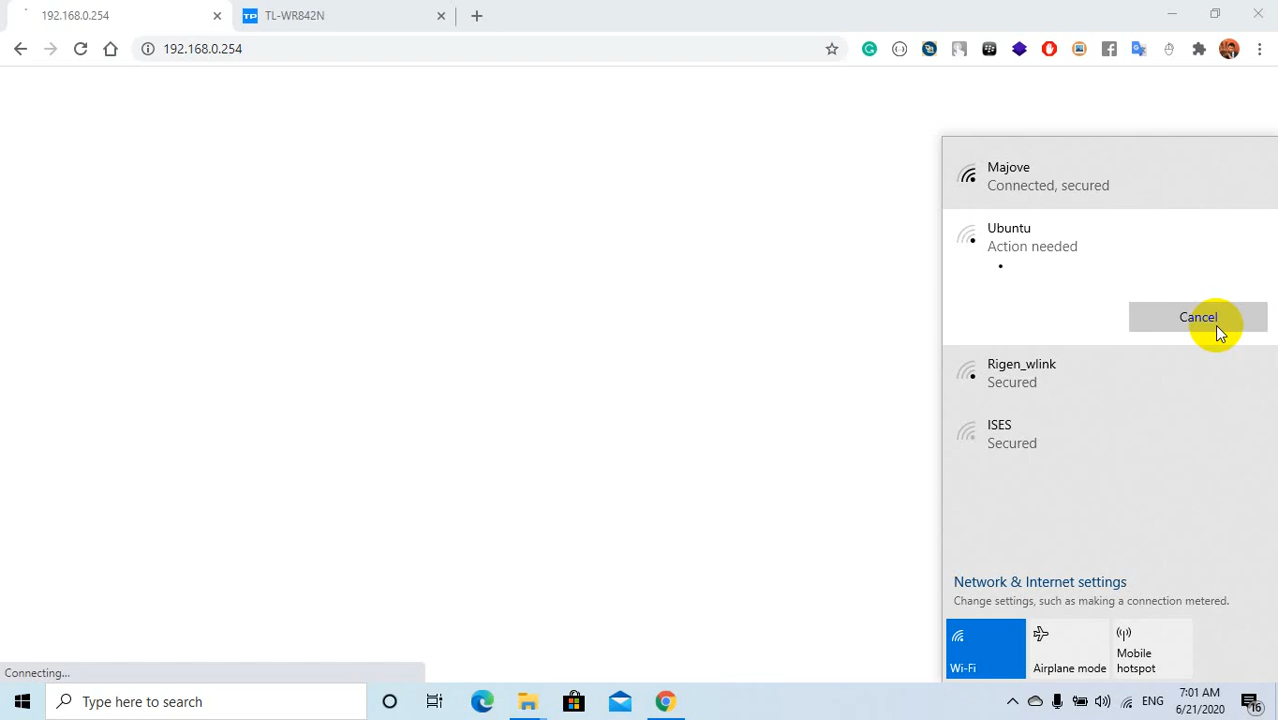 192.168.0.254
TP TL-WR842N
192.168.0.254
Majove
Connected, secured
Ubuntu
Action needed
Cancel
Rigen_wlink
Secured
ISES
Secured
Network & Internet settings
Change settings, such as making a connection metered.
Wi-Fi
Airplane mode
Mobile
hotspot
Connecting...
Type here to search
ENG
7:01 AM
6/21/2020
16